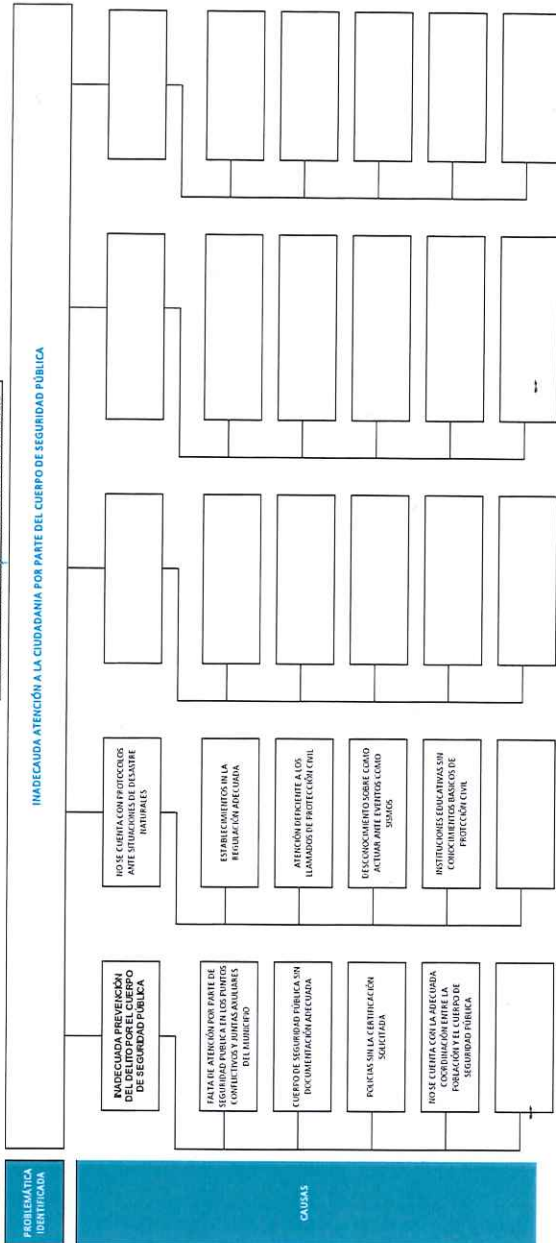 PROBLEMÁTICA
IDENTIFICADA
INADECAUDA ATENCIÓN A LA CIUDADANIA POR PARTE DEL CUERPO DE SEGURIDAD PÚBLICA
CAUSAS
INADECUADA PREVENCIÓN
DEL DELITO POR EL CUERPO
DE SEGURIDAD PÚBLICA
FALTA DE ATENCIÓN POR PARTE DE
SEGURIDAD PUBLICA EN LOS PUNTOS
CONFLICTIVOS Y JUNTAS AXULIARES
DEL MUNICIPIO
CUERPO DE SEGURIDAD PÚBLICA SIN
DOCUMENTACIÓN ADECUADA
POLICIAS SIN LA CERTIFICACIÓN
SOLICITADA
NO SE CUENTA CON LA ADECUADA
COORDINACIÓN ENTRE LA
POBLACIÓN Y EL CUERPO DE
SEGURIDAD PÚBLICA
NO SE CUENTA CON PROTOCOLOS
ANTE SITUACIONES DE DESASTRE
NATURALES
ESTABLECIMIENTOS IN LA
REGULACIÓN ADECUADA
ATENCIÓN DEFICIENTE A LOS
LLAMADOS DE PROTECCIÓN CIVIL
DESCONOCIMIENTO SOBRE COMO
ACTUAR ANTE EVENTOS COMO
SISMOS
INSTITUCIONES EDUCATIVAS SIN
CONOCIMIENTOS BASICOS DE
PROTECCIÓN CIVIL